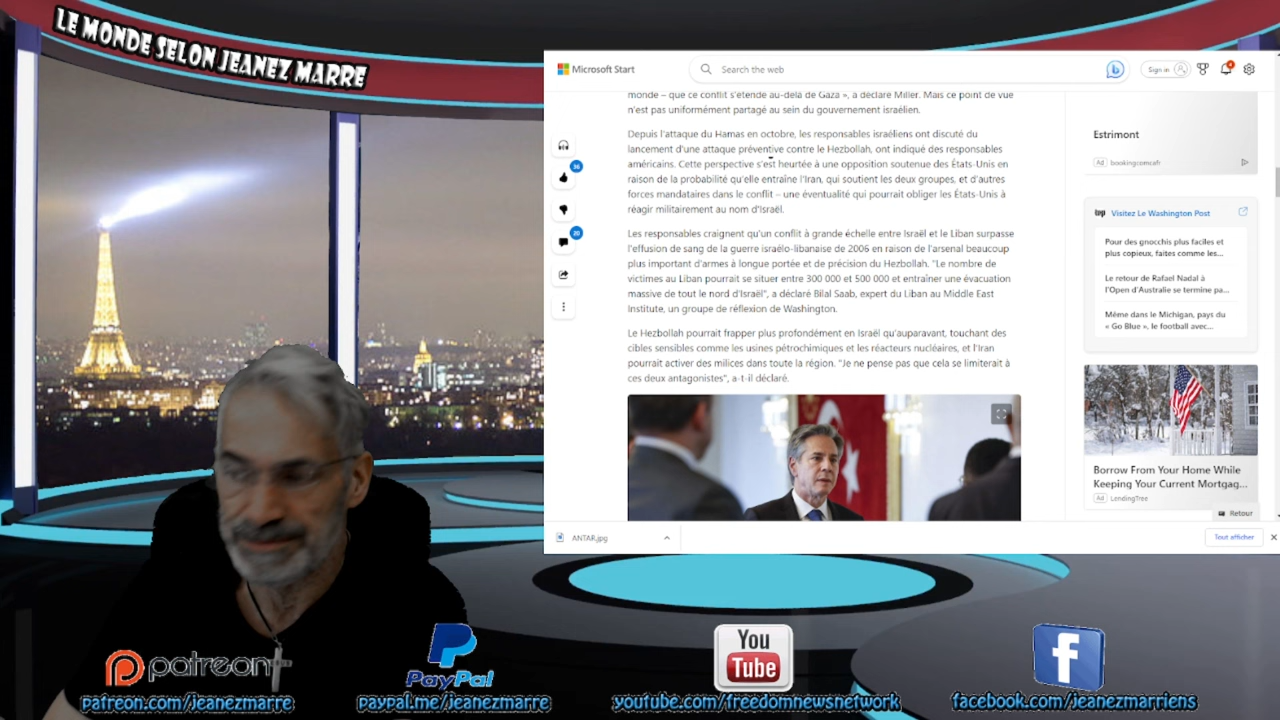 LE MONDE SELON JEANEZ MARRE
Microsoft Start
Search the web
Sign in
4
monde – que ce conflit s'étende au-delà de Gaza », a déclaré Miller. Mais ce point de vue
n'est pas uniformément partagé au sein du gouvernement israélien.
Depuis l'attaque du Hamas en octobre, les responsables israéliens ont discuté du
lancement d'une attaque préventive contre le Hezbollah, ont indiqué des responsables
américains. Cette perspective s'est heurtée à une opposition soutenue des États-Unis en
raison de la probabilité qu'elle entraîne l'Iran, qui soutient les deux groupes, et d'autres
forces mandataires dans le conflit – une éventualité qui pourrait obliger les États-Unis à
réagir militairement au nom d'Israël.
Les responsables craignent qu'un conflit à grande échelle entre Israël et le Liban surpasse
l'effusion de sang de la guerre israélo-libanaise de 2006 en raison de l'arsenal beaucoup
plus important d'armes à longue portée et de précision du Hezbollah. "Le nombre de
victimes au Liban pourrait se situer entre 300 000 et 500 000 et entraîner une évacuation
massive de tout le nord d'Israël", a déclaré Bilal Saab, expert du Liban au Middle East
Institute, un groupe de réflexion de Washington.
Le Hezbollah pourrait frapper plus profondément en Israël qu'auparavant, touchant des
cibles sensibles comme les usines pétrochimiques et les réacteurs nucléaires, et l'Iran
pourrait activer des milices dans toute la région. "Je ne pense pas que cela se limiterait à
ces deux antagonistes", a-t-il déclaré.
36
20
Estrimont
Ad bookingcomcafr
wp Visitez Le Washington Post
Pour des gnocchis plus faciles et
plus copieux, faites comme les...
Le retour de Rafael Nadal à
l'Open d'Australie se termine pa...
Même dans le Michigan, pays du
« Go Blue », le football avec...
Borrow From Your Home While
Keeping Your Current Mortgag...
Ad LendingTree
Retour
ANTAR.jpg
Tout afficher
patreon
patreon.com/jeanezmarre
PayPal
paypal.me/jeanezmarre
You
Tube
youtube.com/freedomnewsnetwork
f
facebook.com/jeanezmarriens